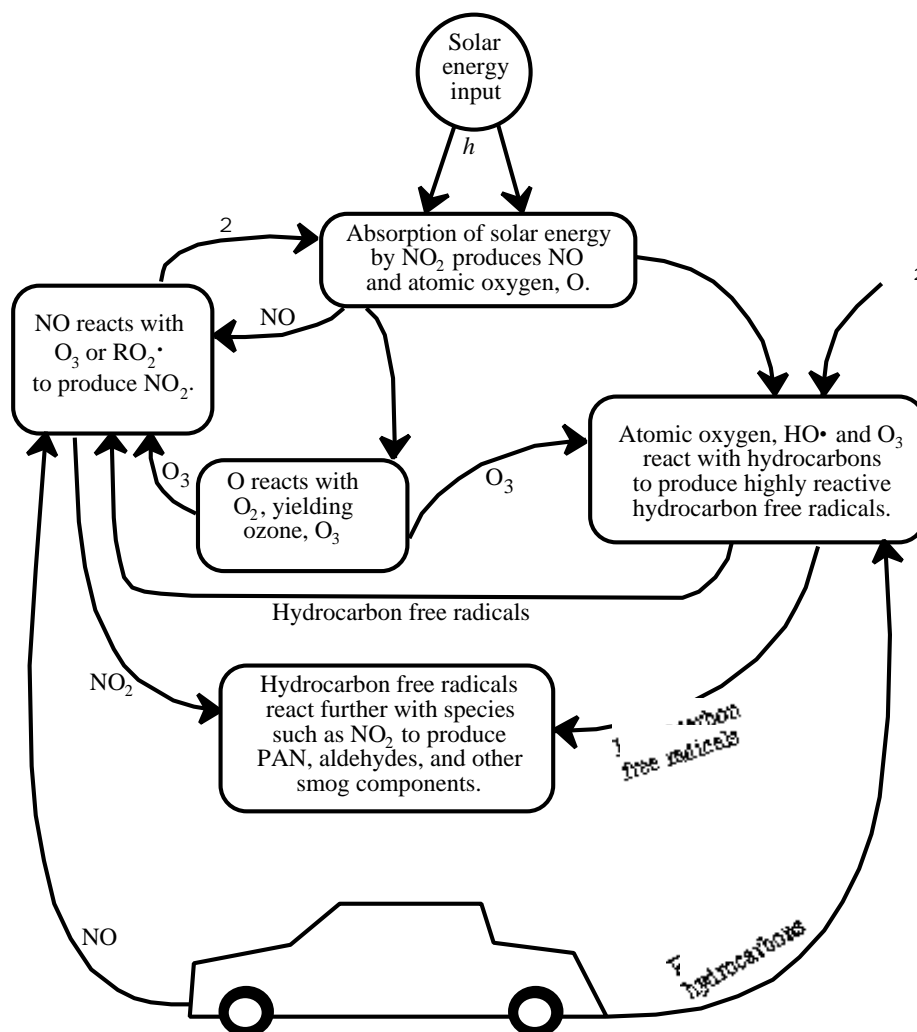 Solar
energy
input
h
2
Absorption of solar energy
by NO₂ produces NO
and atomic oxygen, O.
2
NO
NO reacts with
O₃ or RO₂•
to produce NO₂.
Atomic oxygen, HO• and O₃
react with hydrocarbons
to produce highly reactive
hydrocarbon free radicals.
O₃
O reacts with
O₂, yielding
ozone, O₃
O₃
Hydrocarbon free radicals
NO₂
Hydrocarbon free radicals
react further with species
such as NO₂ to produce
PAN, aldehydes, and other
smog components.
free radicals
NO
hydrocarbons